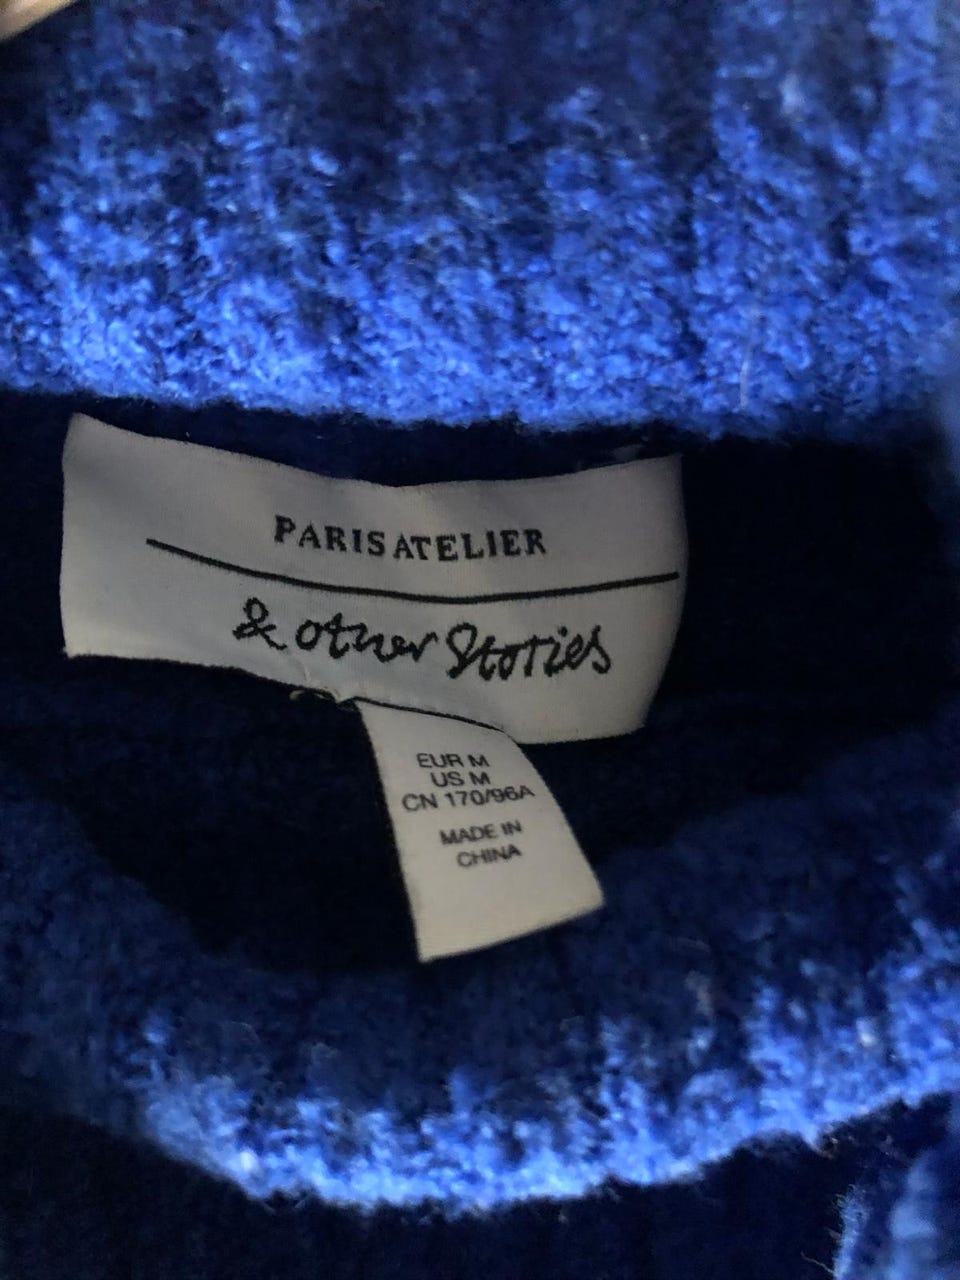 PARIS ATELIER
& other Stories
EUR M
US M
CN 170/96A
MADE IN
CHINA